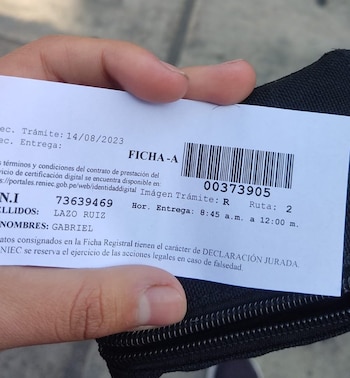 ec. Trámite:14/08/2023
ec. Entrega:
FICHA-A
00373905
s términos y condiciones del contrato de prestación del
icio de certificación digital se encuentra disponible en
s://portales.reniec.gob.pe/web/identidaddigital
Imágen Trámite: R Ruta: 2
N.I 73639469
Hor. Entrega: 8:45 a.m. a 12:00 m.
ELLIDOS: LAZO RUIZ
NOMBRES: GABRIEL
atos consignados en la Ficha Registral tienen el carácter de DECLARACIÓN JURADA.
NIEC se reserva el ejercicio de las acciones legales en caso de falsedad.